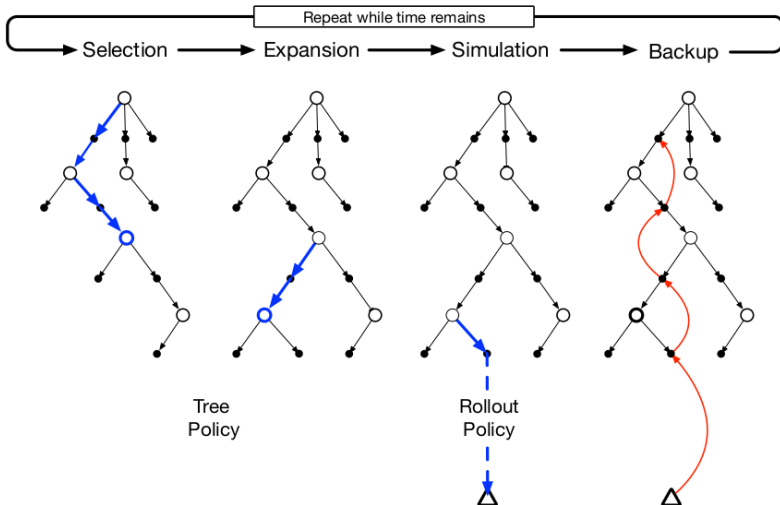 Repeat while time remains
Selection
Expansion
Simulation
Backup
Tree
Policy
Rollout
Policy